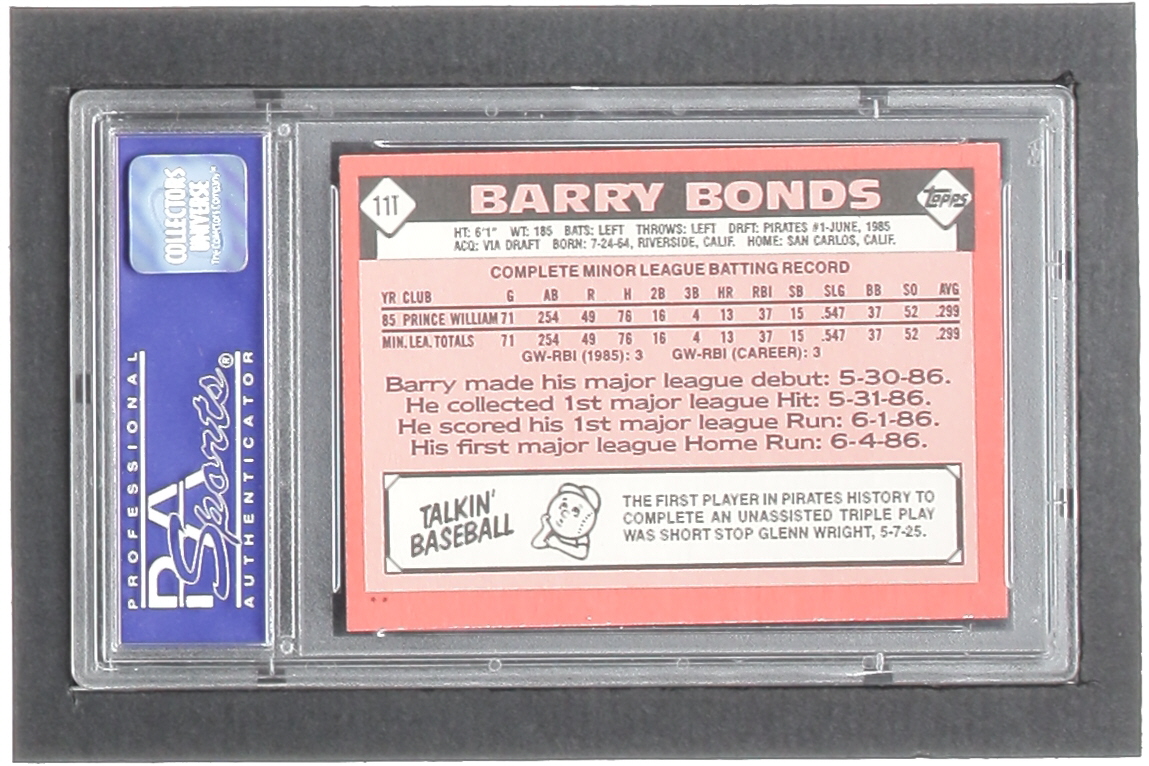 COLLECTORS
UNIVERSE
The Collectors Company™
PROFESSIONAL
PSA
Sports®
AUTHENTICATOR
11T
BARRY BONDS
TOPPS
HT: 6'1" WT: 185 BATS: LEFT THROWS: LEFT DRFT: PIRATES #1-JUNE, 1985
ACQ: VIA DRAFT BORN: 7-24-64, RIVERSIDE, CALIF. HOME: SAN CARLOS, CALIF.
COMPLETE MINOR LEAGUE BATTING RECORD
YR CLUB G AB R H 2B 3B HR RBI SB SLG BB SO AVG
85 PRINCE WILLIAM 71 254 49 76 16 4 13 37 15 .547 37 52 .299
MIN. LEA. TOTALS 71 254 49 76 16 4 13 37 15 .547 37 52 .299
GW-RBI (1985): 3 GW-RBI (CAREER): 3
Barry made his major league debut: 5-30-86.
He collected 1st major league Hit: 5-31-86.
He scored his 1st major league Run: 6-1-86.
His first major league Home Run: 6-4-86.
TALKIN'
BASEBALL
THE FIRST PLAYER IN PIRATES HISTORY TO
COMPLETE AN UNASSISTED TRIPLE PLAY
WAS SHORT STOP GLENN WRIGHT, 5-7-25.
**